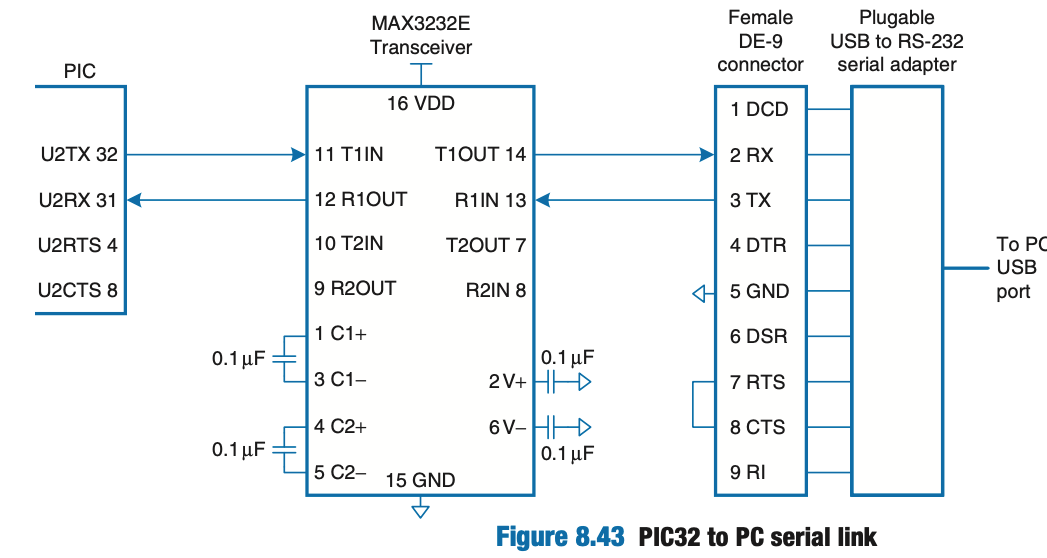 MAX3232E
Transceiver
Female
DE-9
connector
Plugable
USB to RS-232
serial adapter
PIC
16 VDD
1 DCD
U2TX 32
11 T1IN
T1OUT 14
2 RX
U2RX 31
12 R1OUT
R1IN 13
3 TX
U2RTS 4
10 T2IN
T2OUT 7
4 DTR
U2CTS 8
9 R2OUT
R2IN 8
5 GND
To PC
USB
port
1 C1+
0.1 µF
3 C1–
6 DSR
0.1 µF
2 V+
7 RTS
4 C2+
0.1 µF
5 C2–
6 V–
0.1 µF
8 CTS
15 GND
9 RI
Figure 8.43 PIC32 to PC serial link